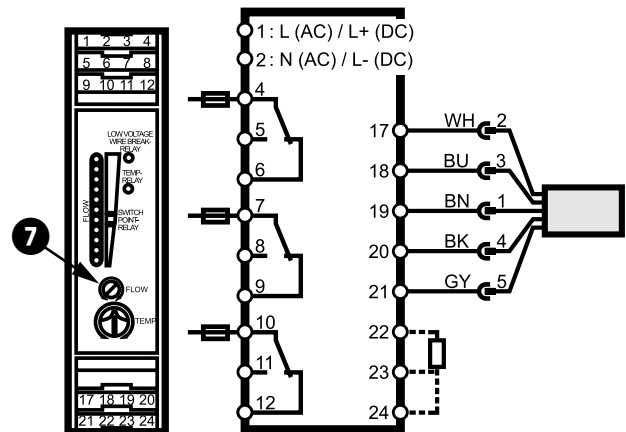 1 2 3 4
5 6 7 8
9 10 11 12
LOW VOLTAGE
WIRE BREAK-
RELAY
TEMP-
RELAY
FLOW
SWITCH
POINT-
RELAY
7
FLOW
TEMP
17 18 19 20
21 22 23 24
1: L (AC) / L+ (DC)
2: N (AC) / L- (DC)
4
5
6
7
8
9
10
11
12
17 WH 2
18 BU 3
19 BN 1
20 BK 4
21 GY 5
22
23
24